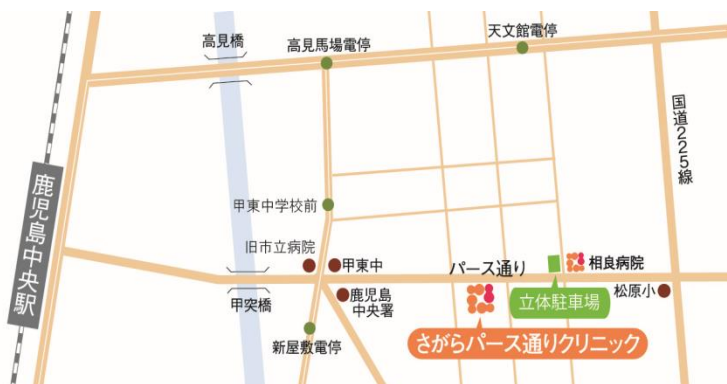 高見橋
高見馬場電停
天文館電停
国道225線
鹿児島中央駅
甲東中学校前
旧市立病院
甲東中
パース通り
相良病院
甲突橋
鹿児島
中央署
立体駐車場
松原小
新屋敷電停
さがらパース通りクリニック